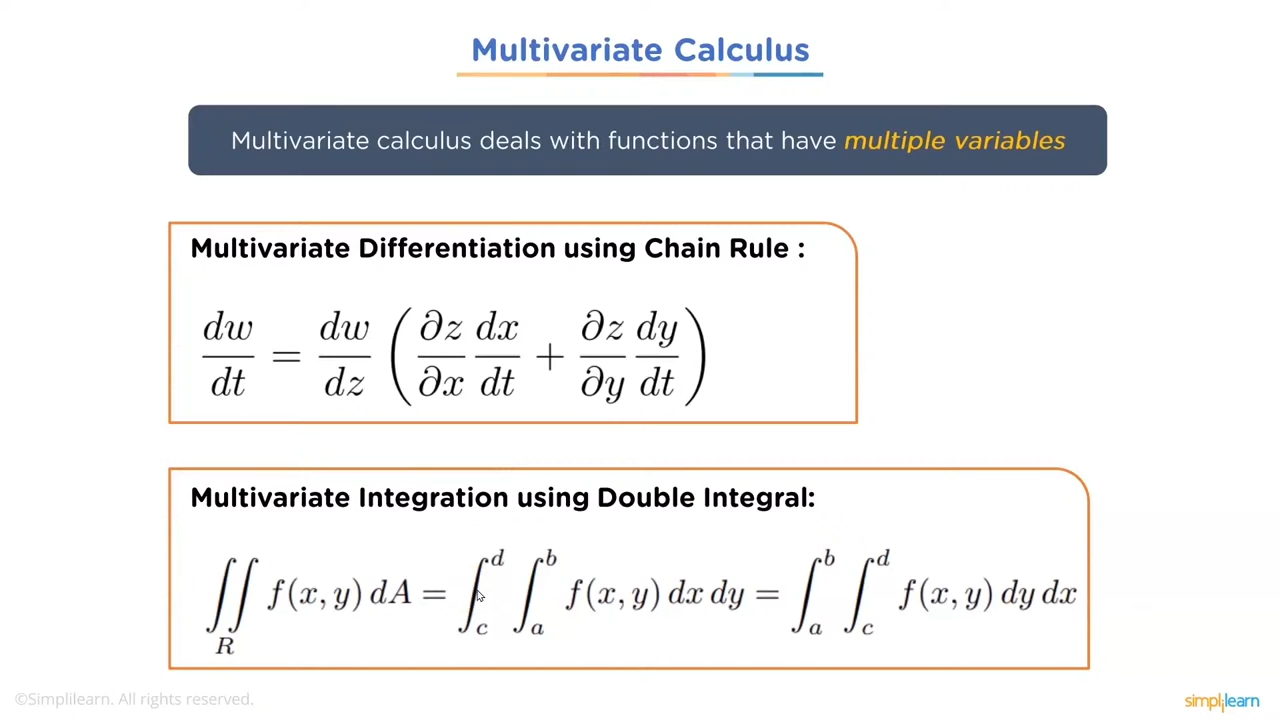 Multivariate Calculus
Multivariate calculus deals with functions that have multiple variables
Multivariate Differentiation using Chain Rule :
dw/dt = dw/dz (∂z/∂x dx/dt + ∂z/∂y dy/dt)
Multivariate Integration using Double Integral:
∬_R f(x, y) dA = ∫_c^d ∫_a^b f(x, y) dx dy = ∫_a^b ∫_c^d f(x, y) dy dx
©Simplilearn. All rights reserved.
simplilearn